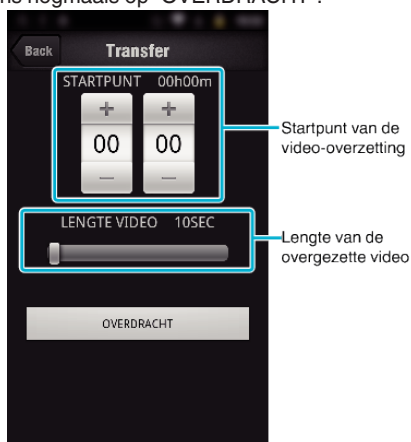 ns nogmaals op "OVERDRACHT".
Back Transfer
STARTPUNT 00h00m
+ +
00 00
— —
Startpunt van de
video-overzetting
LENGTE VIDEO 10SEC
Lengte van de
overgezette video
OVERDRACHT